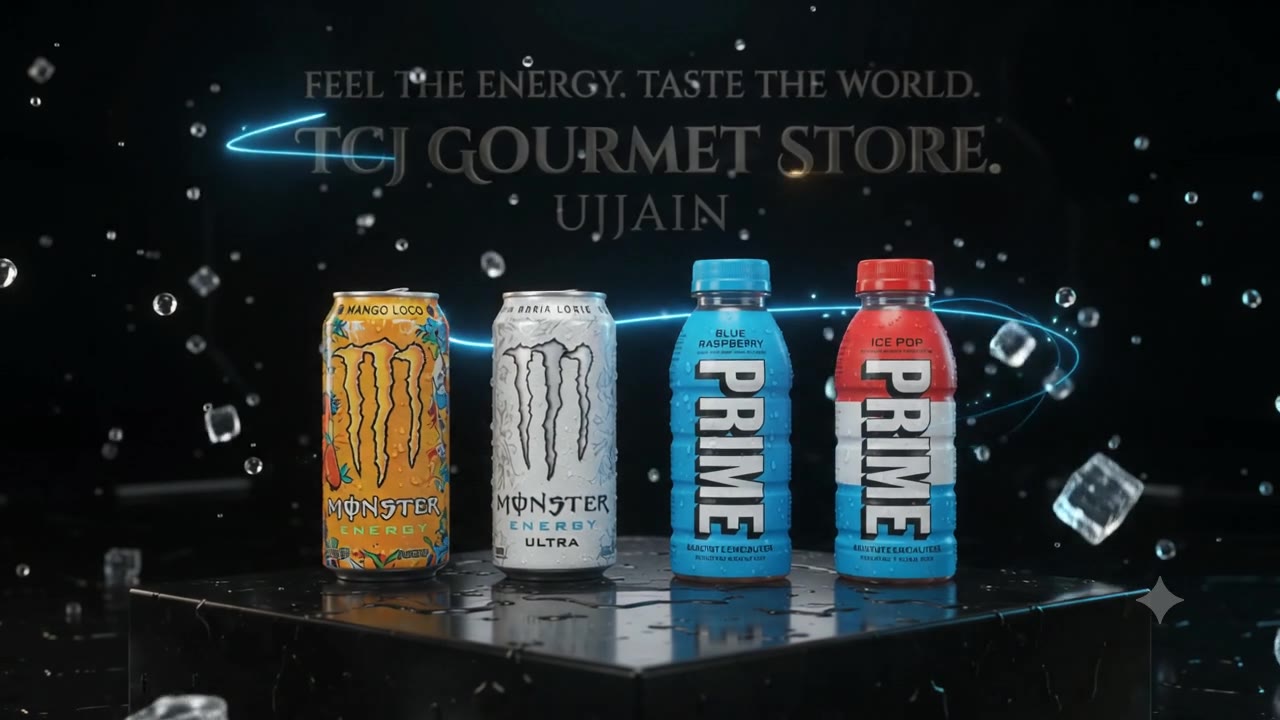 FEEL THE ENERGY. TASTE THE WORLD.
TCJ GOURMET STORE.
UJJAIN
MANGO LOCO
MONSTER
ENERGY
MONSTER
ENERGY
ULTRA
BLUE
RASPBERRY
PRIME
ICE POP
PRIME